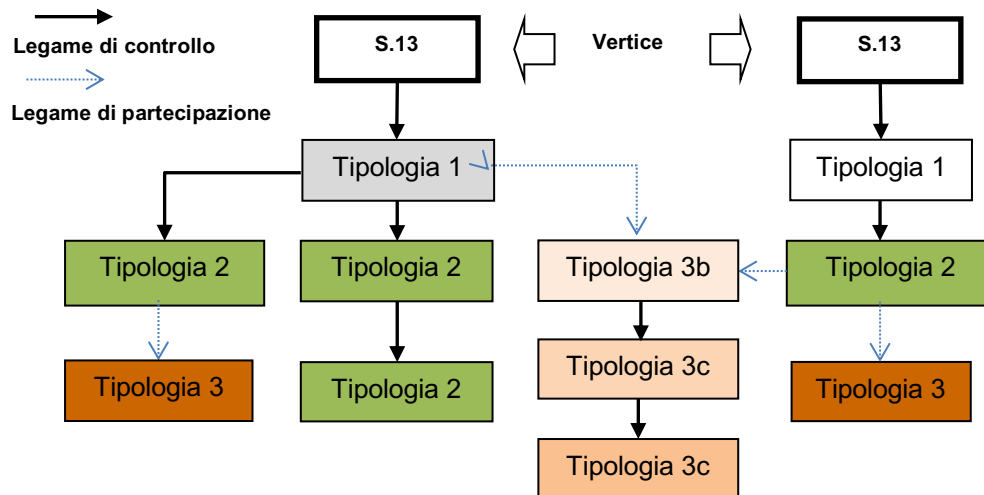 Legame di controllo
Legame di partecipazione
S.13
Vertice
S.13
Tipologia 1
Tipologia 1
Tipologia 2
Tipologia 2
Tipologia 3b
Tipologia 2
Tipologia 3
Tipologia 2
Tipologia 3c
Tipologia 3
Tipologia 3c